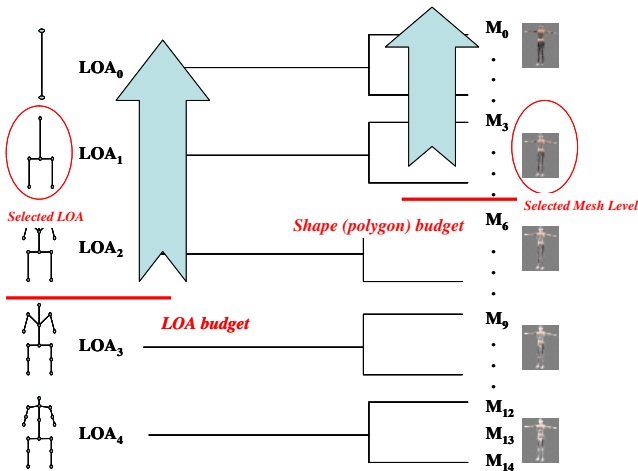 M0
LOA0
M3
LOA1
Selected LOA
Selected Mesh Level
Shape (polygon) budget
M6
LOA2
LOA budget
M9
LOA3
M12
LOA4
M13
M14